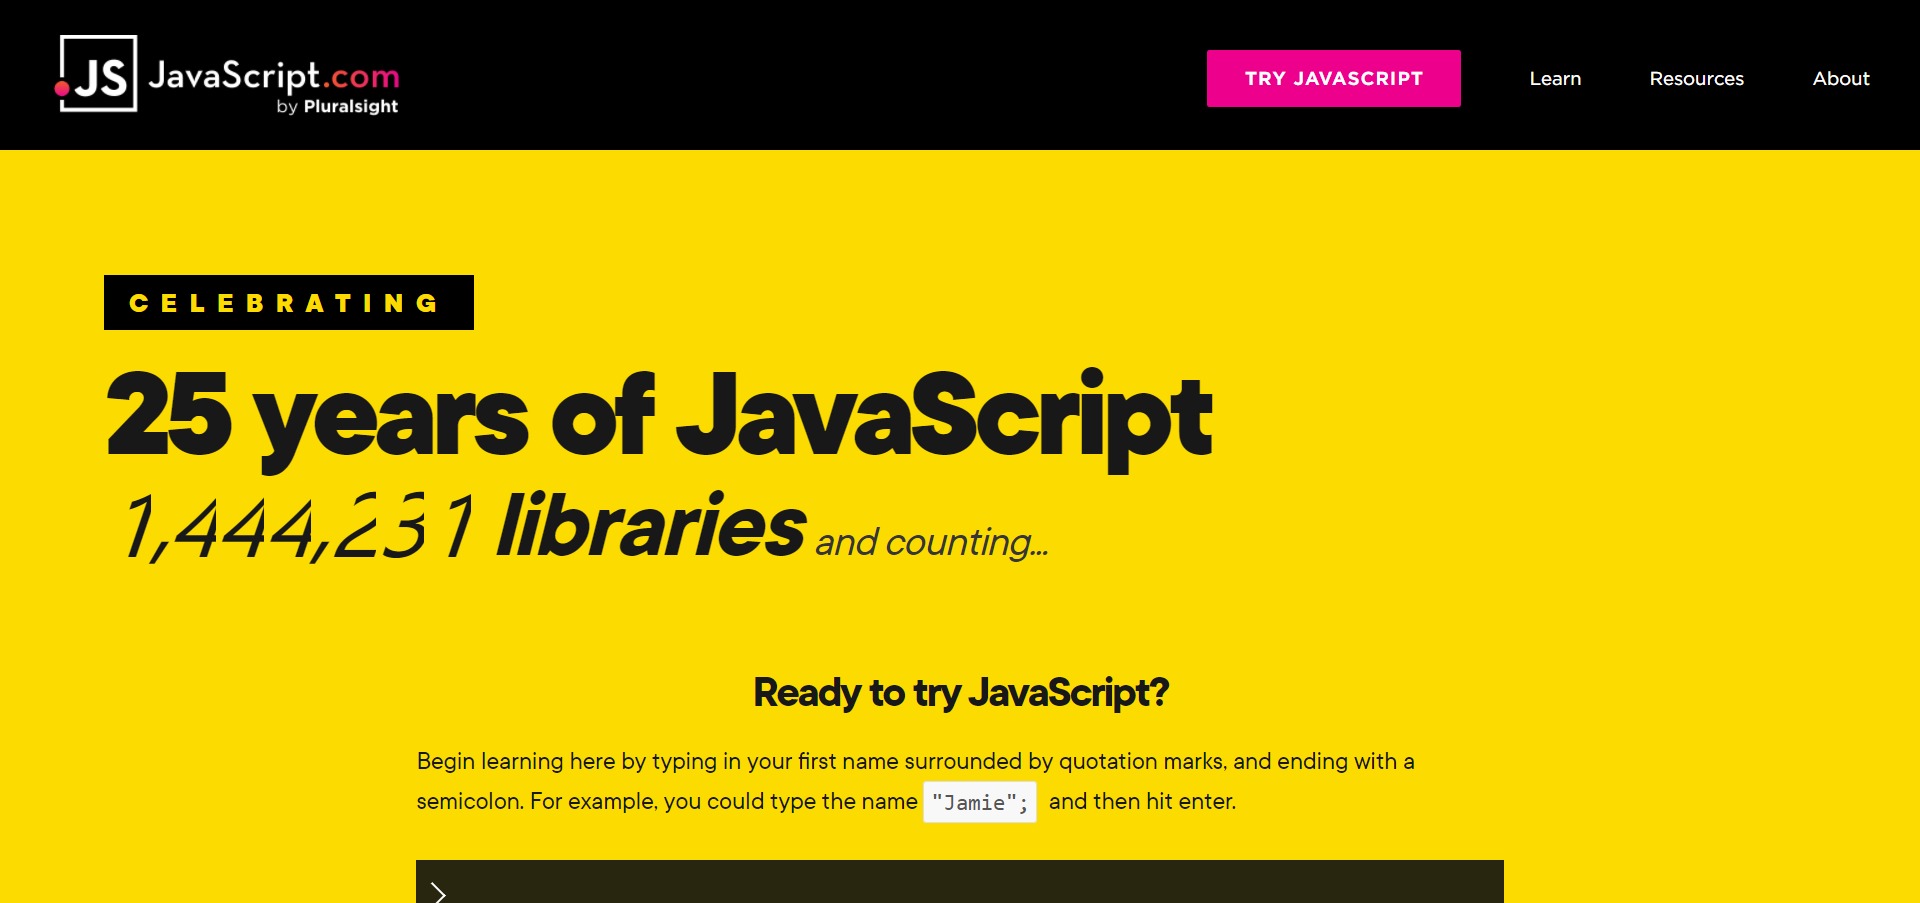 JS JavaScript.com
by Pluralsight
TRY JAVASCRIPT
Learn
Resources
About
CELEBRATING
25 years of JavaScript
1,444,231 libraries and counting...
Ready to try JavaScript?
Begin learning here by typing in your first name surrounded by quotation marks, and ending with a
semicolon. For example, you could type the name "Jamie"; and then hit enter.